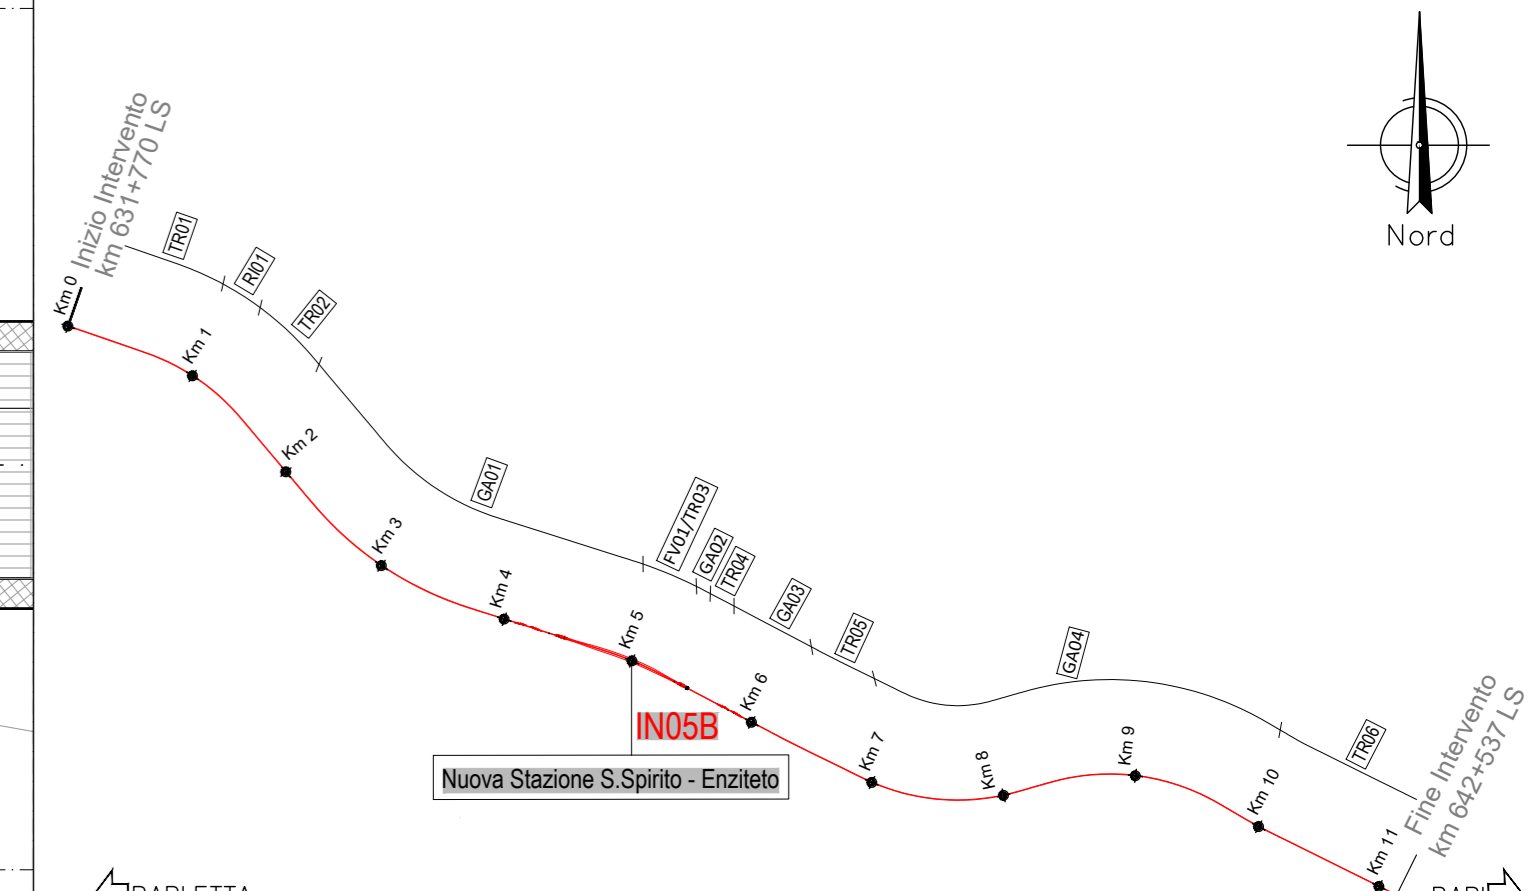 Inizio Intervento
km 631+770 LS
Nord
TR01
RI01
TR02
GA01
FV01/TR03
GA02
TR04
GA03
TR05
GA04
TR06
Km 0
Km 1
Km 2
Km 3
Km 4
Km 5
Km 6
Km 7
Km 8
Km 9
Km 10
Km 11
IN05B
Nuova Stazione S.Spirito - Enziteto
Fine Intervento
km 642+537 LS
BARLETTA
BARI